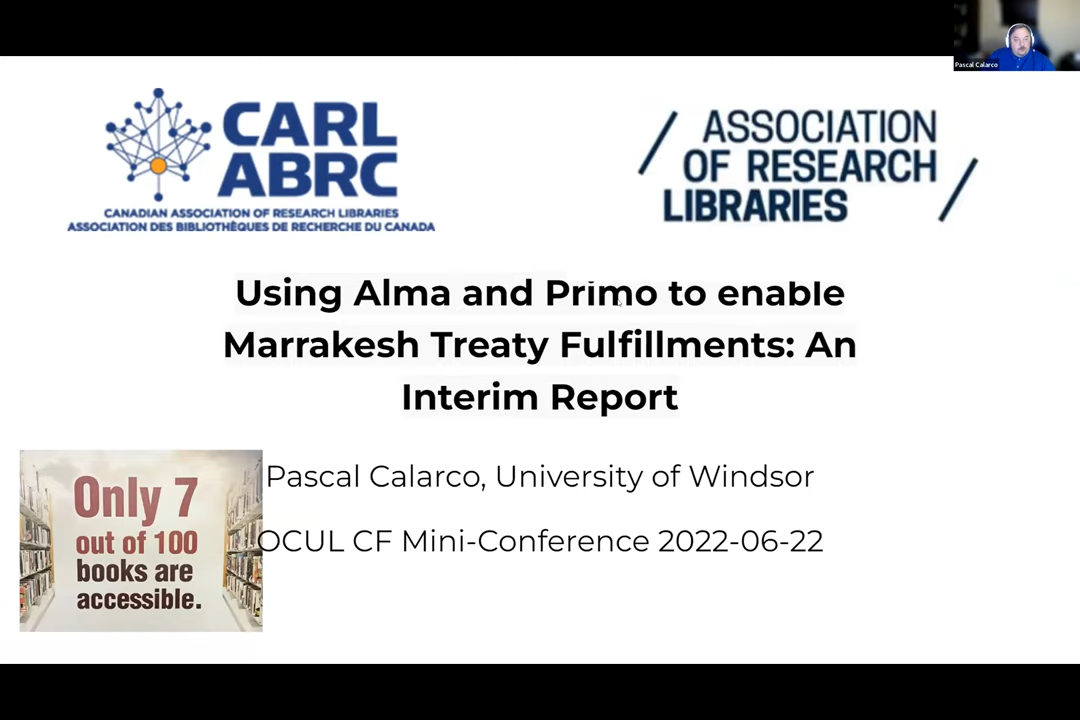 Pascal Calarco
CARL
ABRC
CANADIAN ASSOCIATION OF RESEARCH LIBRARIES
ASSOCIATION DES BIBLIOTHÈQUES DE RECHERCHE DU CANADA
ASSOCIATION
OF RESEARCH
LIBRARIES
Using Alma and Primo to enable
Marrakesh Treaty Fulfillments: An
Interim Report
Pascal Calarco, University of Windsor
OCUL CF Mini-Conference 2022-06-22
Only 7
out of 100
books are
accessible.